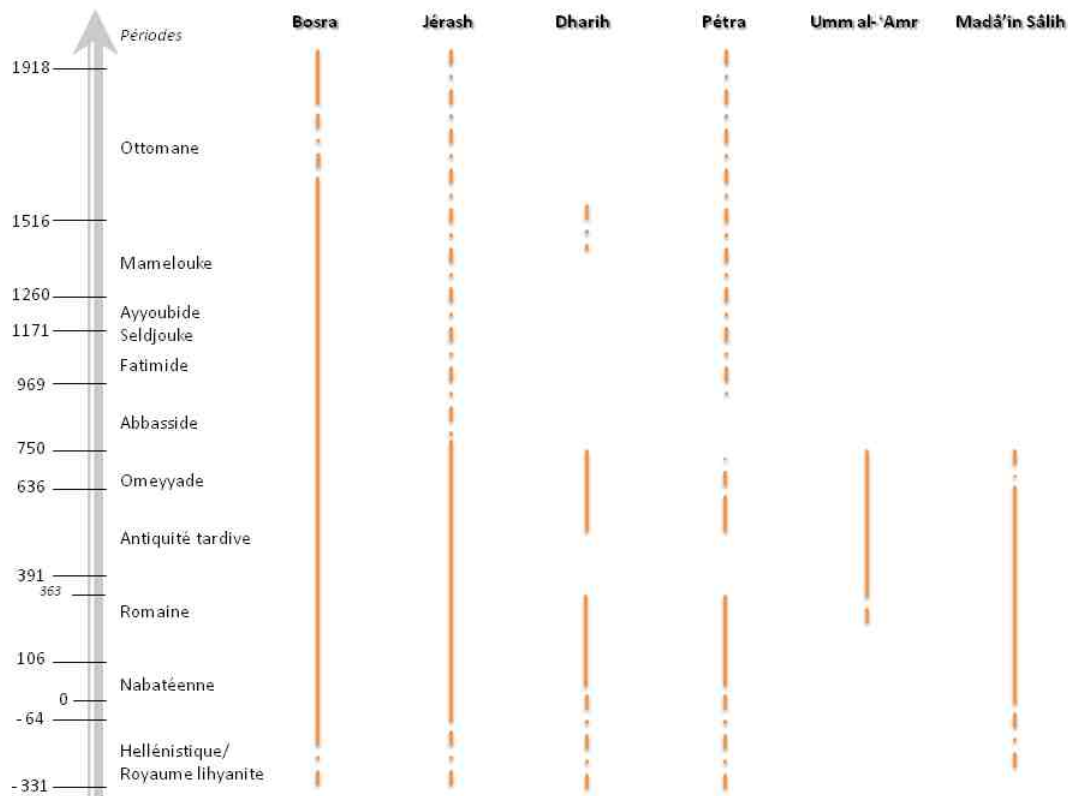 Périodes Bosra Jérash Dharih Pétra Umm al-‘Amr Madâ’in Sâlih
1918
Ottomane
1516
Mamelouke
1260
Ayyoubide
1171
Seldjouke
Fatimide
969
Abbasside
750
Omeyyade
636
Antiquité tardive
391
363
Romaine
106
Nabatéenne
0
-64
Hellénistique/
Royaume lihyanite
-331